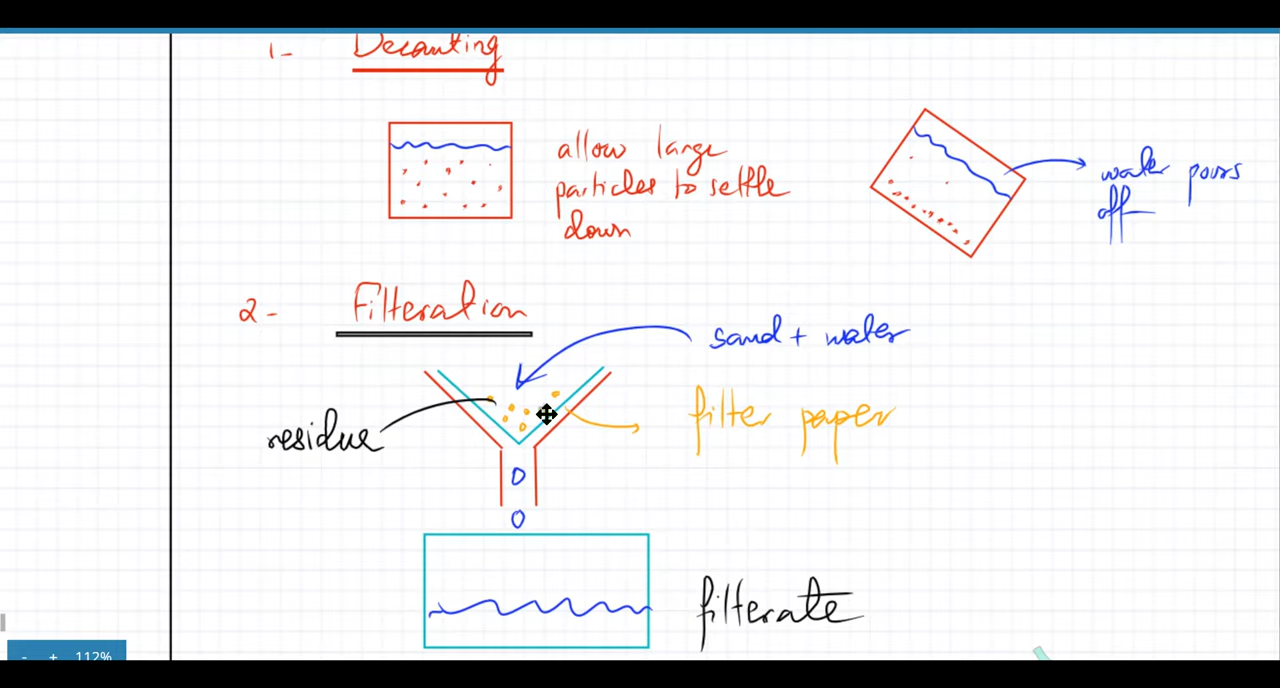 1- Decanting
allow large
particles to settle
down
water pours
off
2- Filteration
sand + water
filter paper
residue
filterate
- + 112%